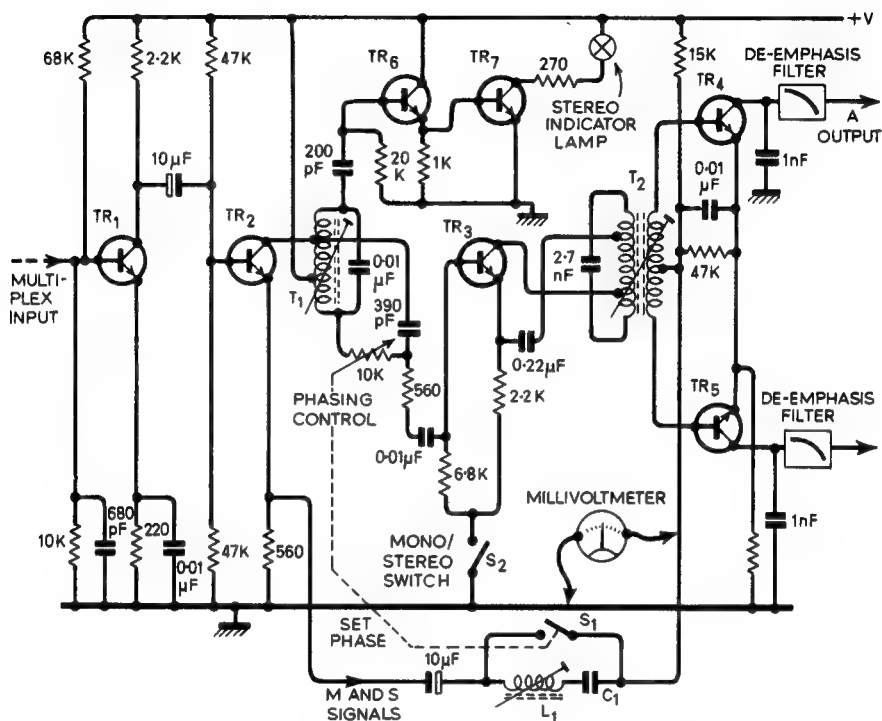 +V
68K
2.2K
47K
TR6
TR7
270
STEREO
INDICATOR
LAMP
15K
TR4
DE-EMPHASIS
FILTER
A
OUTPUT
10µF
200
pF
20
K
1K
1nF
T2
0·01
µF
TR1
TR2
TR3
MULTI-
PLEX
INPUT
T1
0·01
µF
390
pF
2·7
nF
47K
10K
PHASING
CONTROL
560
0·22µF
2.2K
TR5
DE-EMPHASIS
FILTER
0·01µF
6.8K
MILLIVOLTMETER
10K
680
pF
220
0·01
µF
47K
560
MONO/
STEREO
SWITCH
S2
1nF
SET
PHASE
S1
10µF
M AND S
SIGNALS
L1
C1